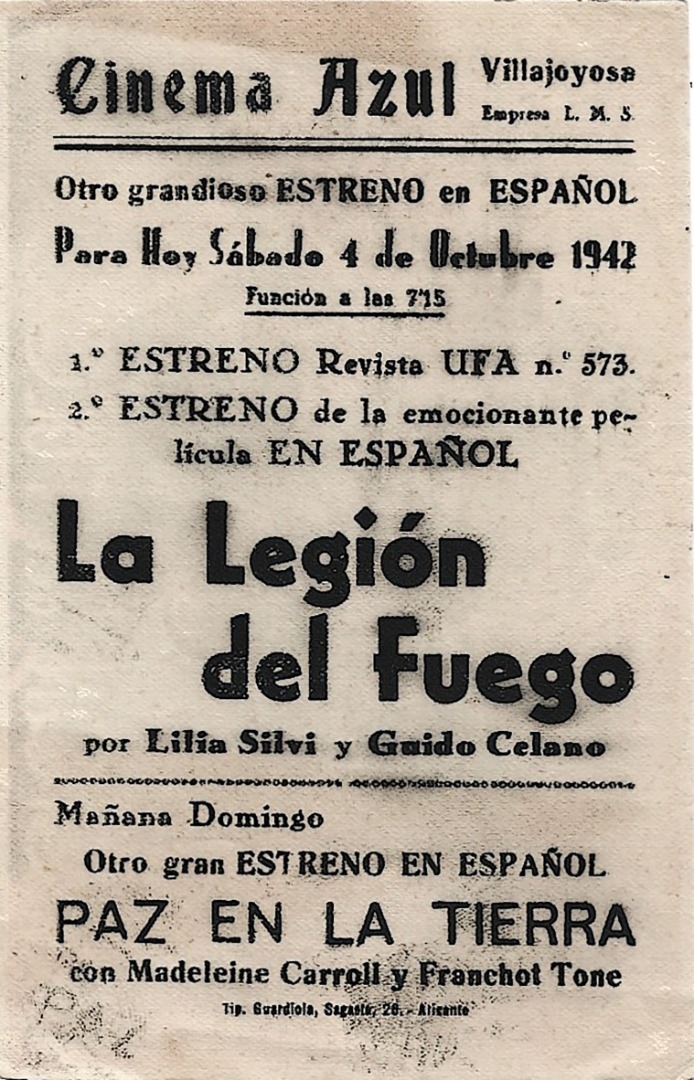 Cinema Azul Villajoyosa
Empresa L. M. S.
Otro grandioso ESTRENO en ESPAÑOL
Para Hoy Sábado 4 de Octubre 1942
Función a las 7'15
1.º ESTRENO Revista UFA n.º 573.
2.º ESTRENO de la emocionante pe-
lícula EN ESPAÑOL
La Legión
del Fuego
por Lilia Silvi y Guido Celano
Mañana Domingo
Otro gran ESTRENO EN ESPAÑOL
PAZ EN LA TIERRA
con Madeleine Carroll y Franchot Tone
Tip. Guardiola, Sagasta, 26. - Alicante